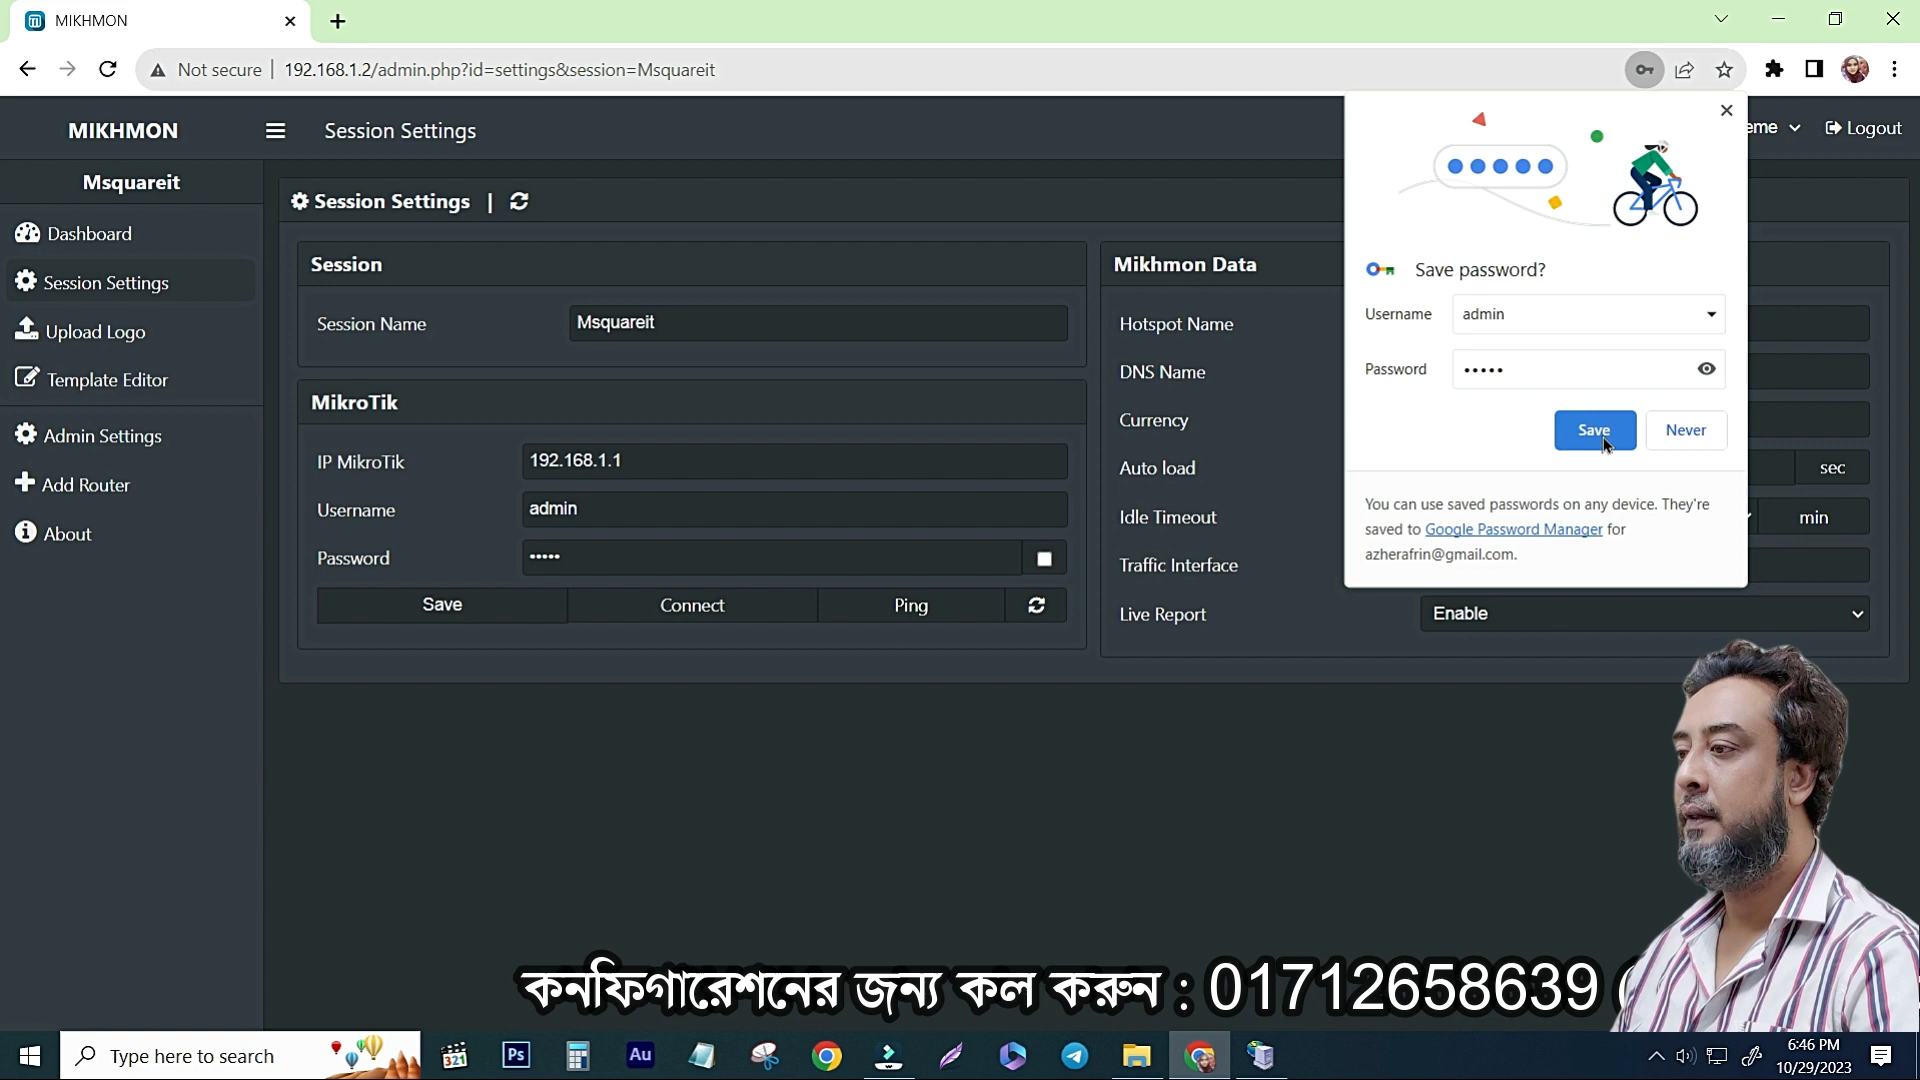 MIKHMON
Not secure
192.168.1.2/admin.php?id=settings&session=Msquareit
MIKHMON
Session Settings
eme
Logout
Msquareit
Dashboard
Session Settings
Upload Logo
Template Editor
Admin Settings
Add Router
About
Session Settings |
Session
Session Name
Msquareit
MikroTik
IP MikroTik
192.168.1.1
Username
admin
Password
•••••
Save
Connect
Ping
Mikhmon Data
Hotspot Name
DNS Name
Currency
Auto load
sec
Idle Timeout
min
Traffic Interface
Live Report
Enable
Save password?
Username
admin
Password
•••••
Save
Never
You can use saved passwords on any device. They're
saved to Google Password Manager for
azherafrin@gmail.com.
কনফিগারেশনের জন্য কল করুন : 01712658639 (
Type here to search
321
Ps
Au
6:46 PM
10/29/2023